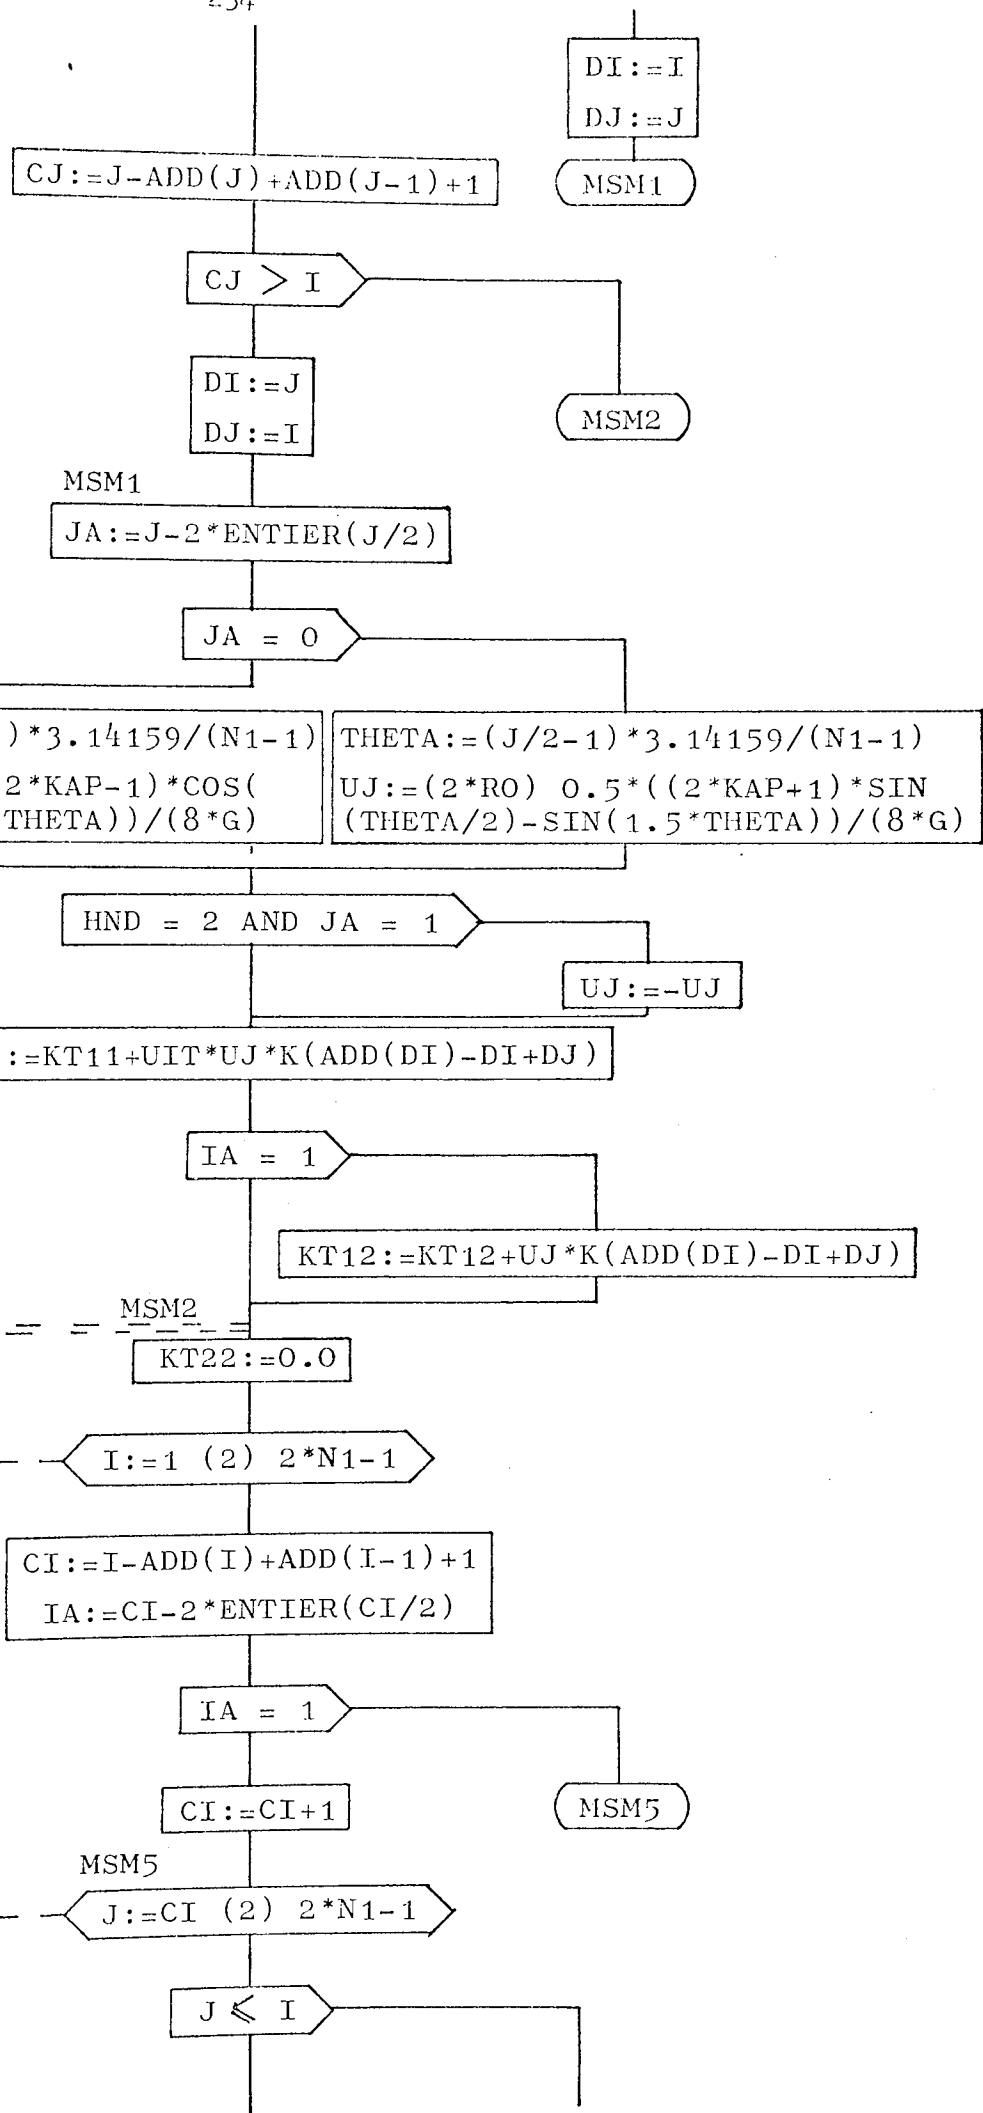 DI:=I
DJ:=J
CJ:=J-ADD(J)+ADD(J-1)+1
MSM1
CJ > I
DI:=J
DJ:=I
MSM2
MSM1
JA:=J-2*ENTIER(J/2)
JA = 0
)*3.14159/(N1-1)
2*KAP-1)*COS(
THETA))/(8*G)
THETA:=(J/2-1)*3.14159/(N1-1)
UJ:=(2*RO) 0.5*((2*KAP+1)*SIN
(THETA/2)-SIN(1.5*THETA))/(8*G)
HND = 2 AND JA = 1
UJ:=-UJ
:=KT11+UIT*UJ*K(ADD(DI)-DI+DJ)
IA = 1
KT12:=KT12+UJ*K(ADD(DI)-DI+DJ)
MSM2
KT22:=0.0
I:=1 (2) 2*N1-1
CI:=I-ADD(I)+ADD(I-1)+1
IA:=CI-2*ENTIER(CI/2)
IA = 1
CI:=CI+1
MSM5
MSM5
J:=CI (2) 2*N1-1
J ⩽ I